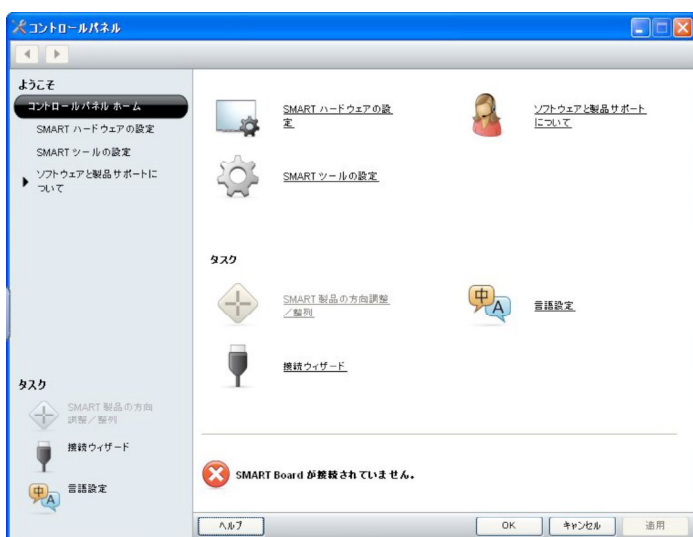 コントロールパネル
ようこそ
コントロールパネル ホーム
SMART ハードウェアの設定
SMART ツールの設定
ソフトウェアと製品サポートに
ついて
SMART ハードウェアの設
定
ソフトウェアと製品サポート
について
SMART ツールの設定
タスク
SMART 製品の方向調整
／整列
言語設定
接続ウィザード
タスク
SMART 製品の方向
調整／整列
接続ウィザード
中
A
言語設定
中
A
SMART Board が接続されていません。
ヘルプ
OK
キャンセル
適用